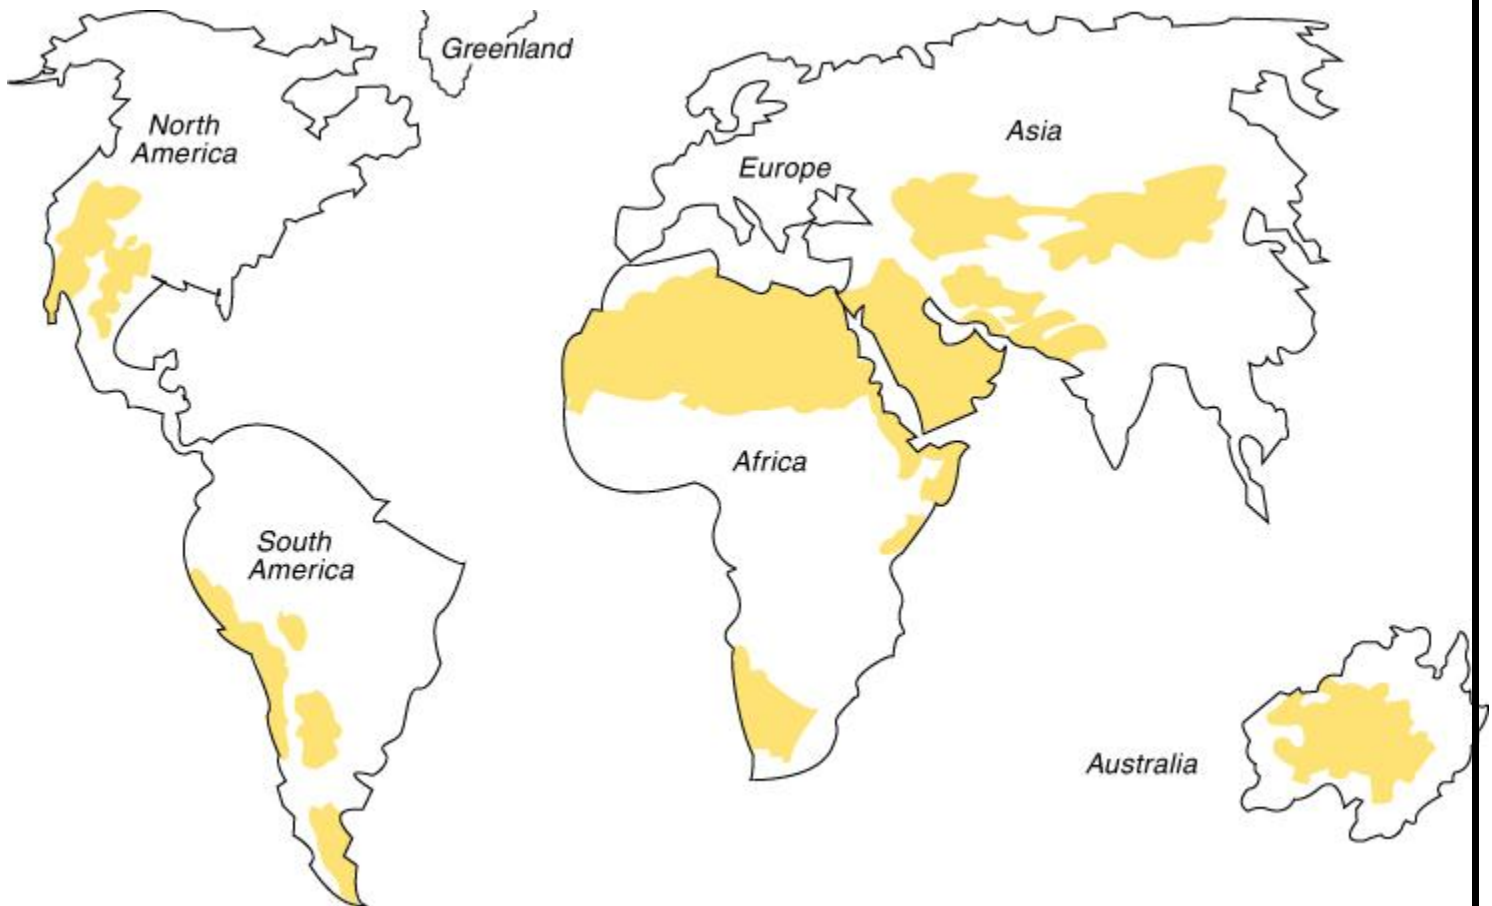 Greenland
North
America
Asia
Europe
Africa
South
America
Australia